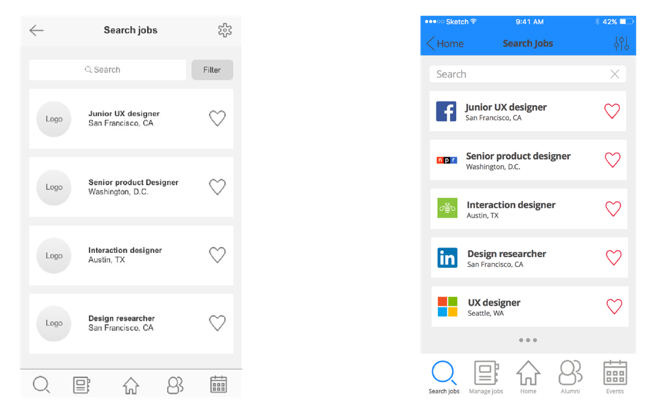 Search jobs
Search
Filter
Logo
Junior UX designer
San Francisco, CA
Logo
Senior product Designer
Washington, D.C.
Logo
Interaction designer
Austin, TX
Logo
Design researcher
San Francisco, CA
Sketch 9:41 AM 42%
Home Search Jobs
Search
Junior UX designer
San Francisco, CA
npr
Senior product designer
Washington, D.C.
Interaction designer
Austin, TX
in
Design researcher
San Francisco, CA
UX designer
Seattle, WA
Search jobs Manage jobs Home Alumni Events